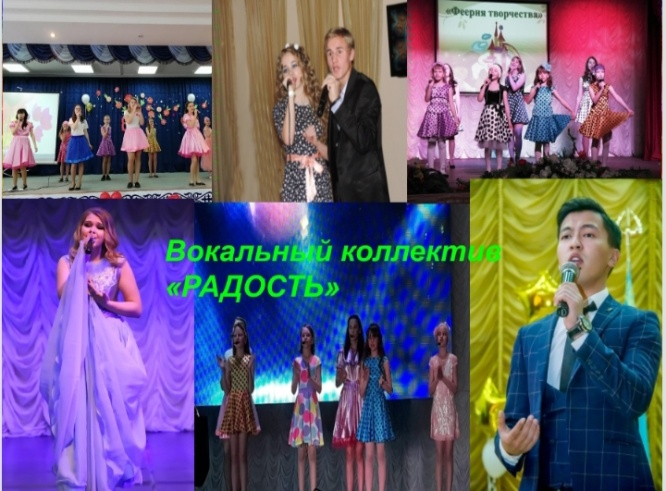 «Феерия творчества»
Вокальный коллектив
«РАДОСТЬ»